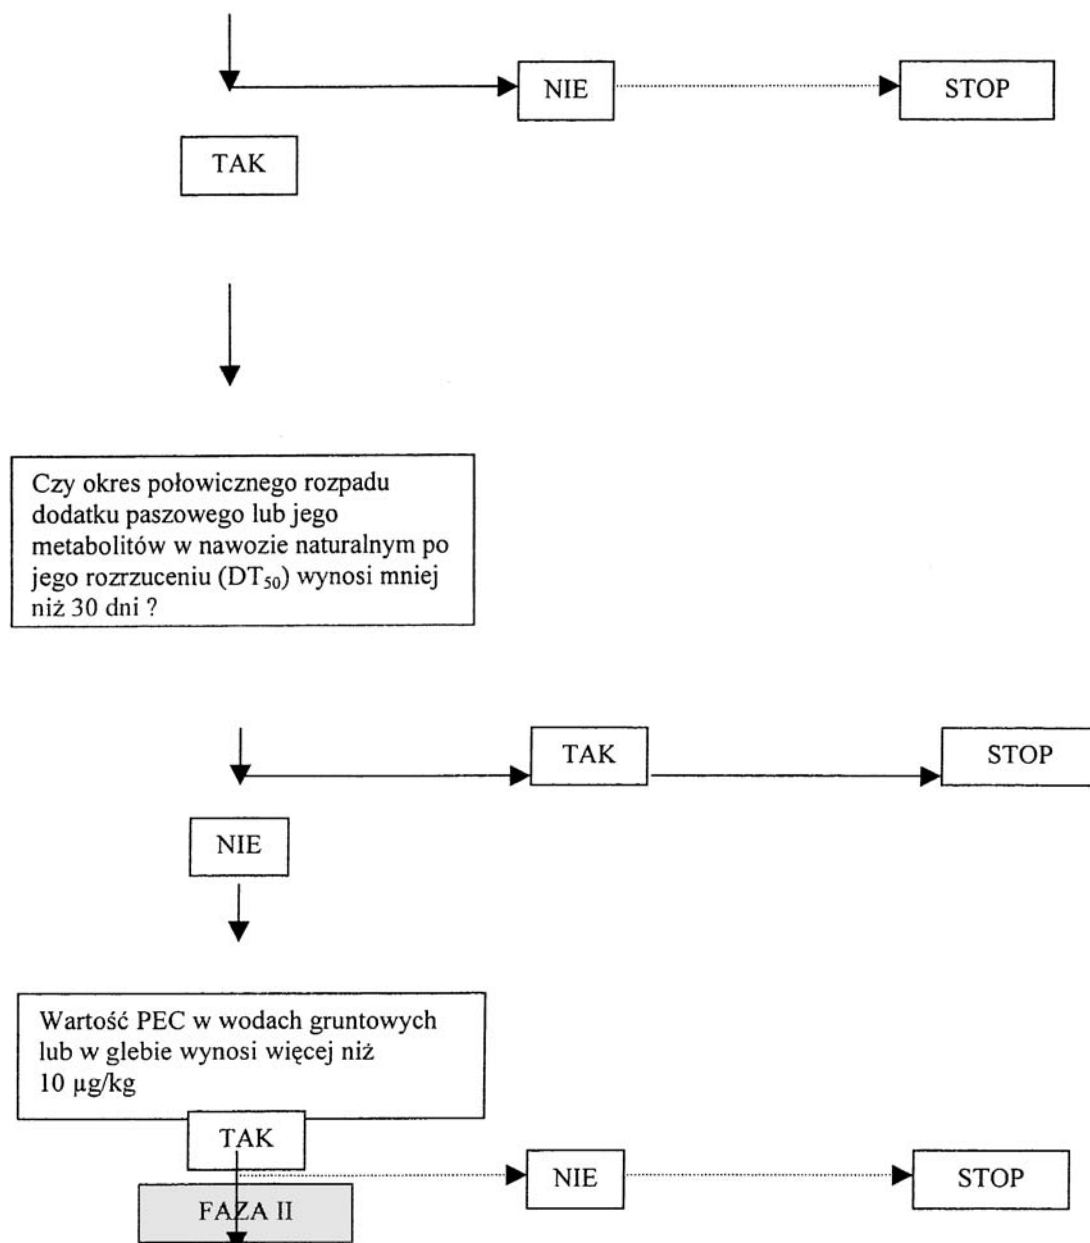 NIE
STOP
TAK
Czy okres połowicznego rozpadu
dodatku paszowego lub jego
metabolitów w nawozie naturalnym po
jego rozrzuceniu (DT₅₀) wynosi mniej
niż 30 dni ?
TAK
STOP
NIE
Wartość PEC w wodach gruntowych
lub w glebie wynosi więcej niż
10 µg/kg
TAK
NIE
STOP
FAZA II